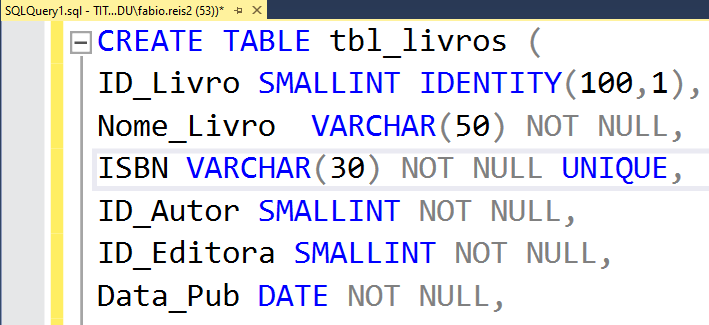 SQLQuery1.sql - TIT...DU\fabio.reis2 (53))*
CREATE TABLE tbl_livros (
ID_Livro SMALLINT IDENTITY(100,1),
Nome_Livro  VARCHAR(50) NOT NULL,
ISBN VARCHAR(30) NOT NULL UNIQUE,
ID_Autor SMALLINT NOT NULL,
ID_Editora SMALLINT NOT NULL,
Data_Pub DATE NOT NULL,